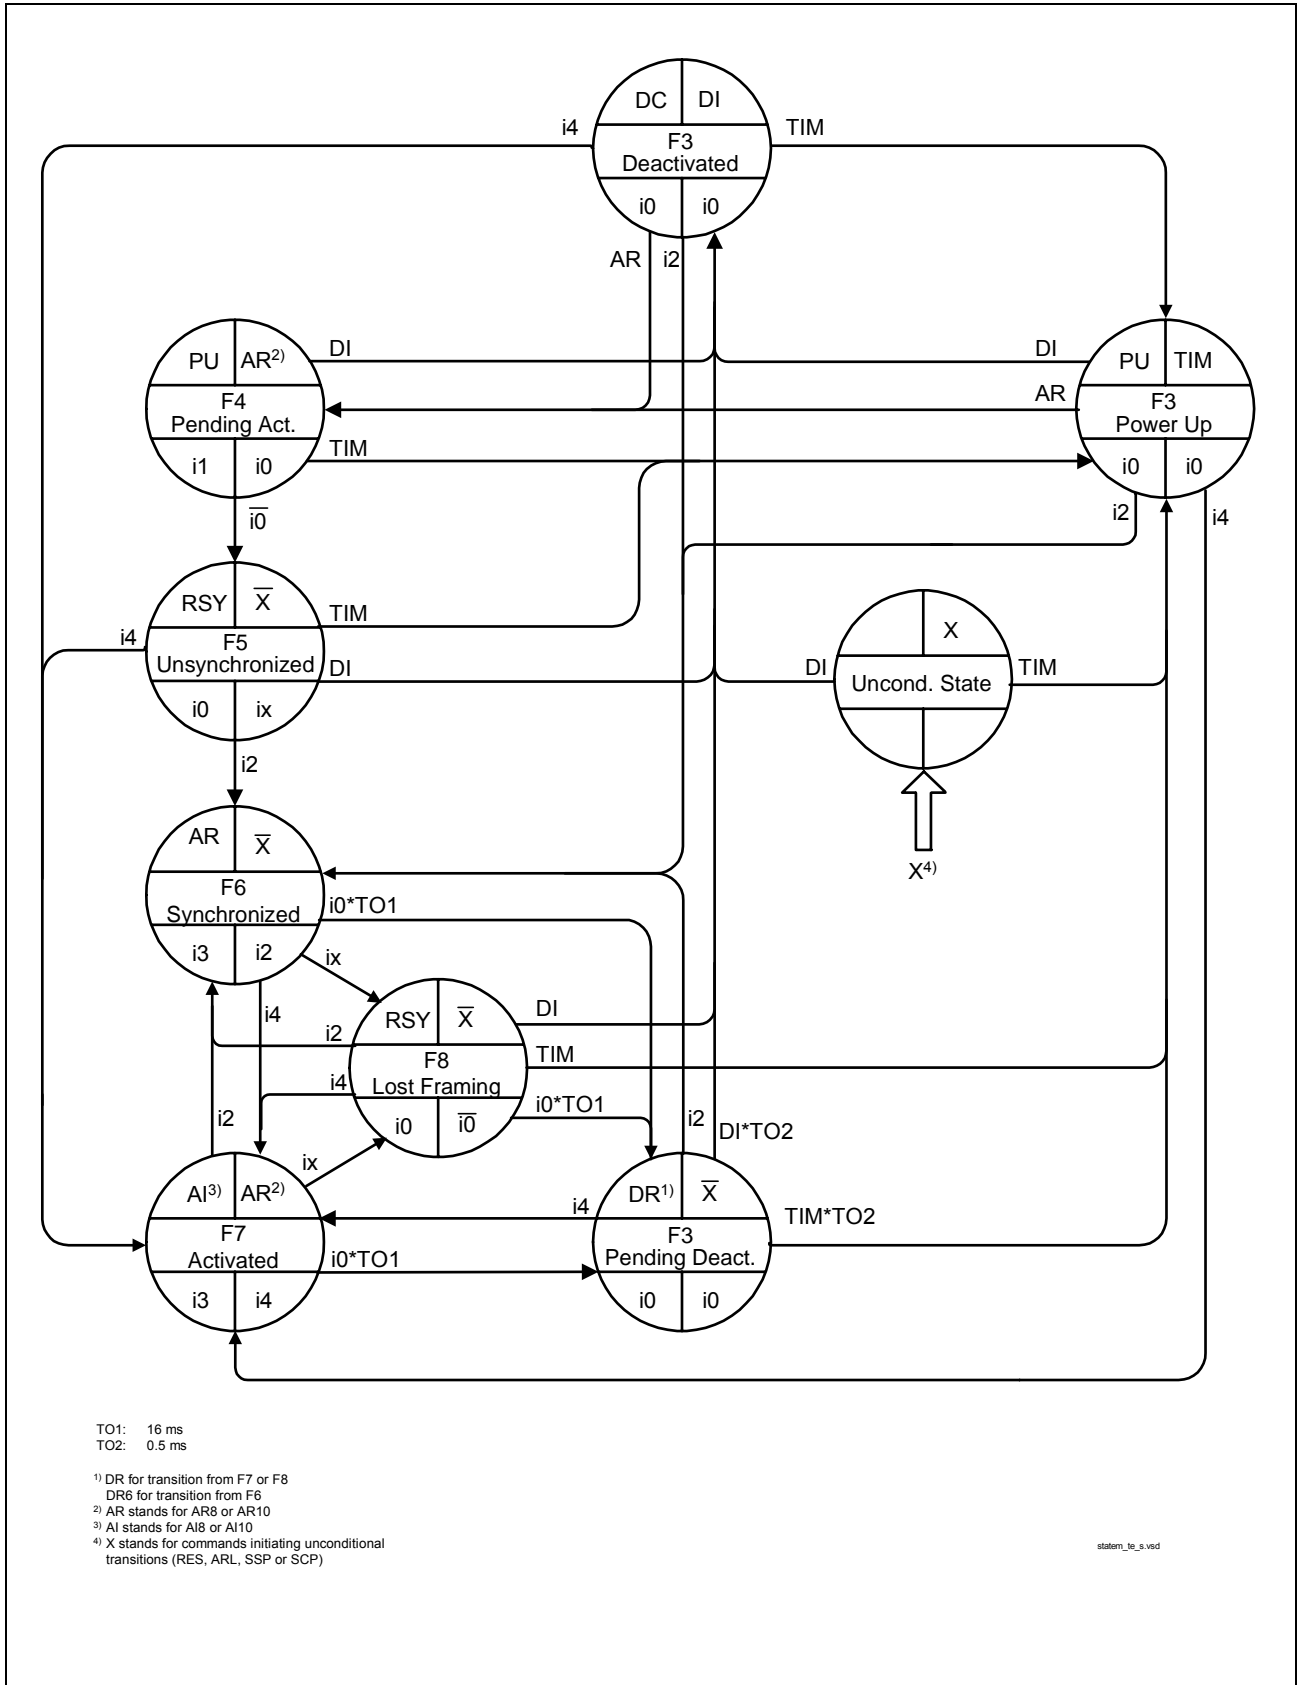 DC DI
i4 TIM
F3
Deactivated
i0 i0
AR i2
PU AR²⁾ DI DI PU TIM
AR
F4 F3
Pending Act. Power Up
TIM
i1 i0 i0 i0
i2 i4
i̅0̅
RSY X̅ TIM X
i4
F5
Unsynchronized DI DI Uncond. State TIM
i0 ix
i2
AR X̅
X⁴⁾
F6
Synchronized i0*TO1
i3 i2 ix
i4 RSY X̅ DI
i2
F8 TIM
i4 Lost Framing
i0 i̅0̅ i0*TO1
i2 i2 DI*TO2
ix
AI³⁾ AR²⁾ i4 DR¹⁾ X̅ TIM*TO2
F7 F3
Activated i0*TO1 Pending Deact.
i3 i4 i0 i0
TO1: 16 ms
TO2: 0.5 ms
¹⁾ DR for transition from F7 or F8
DR6 for transition from F6
²⁾ AR stands for AR8 or AR10
³⁾ AI stands for AI8 or AI10
⁴⁾ X stands for commands initiating unconditional
transitions (RES, ARL, SSP or SCP)
statem_te_s.vsd